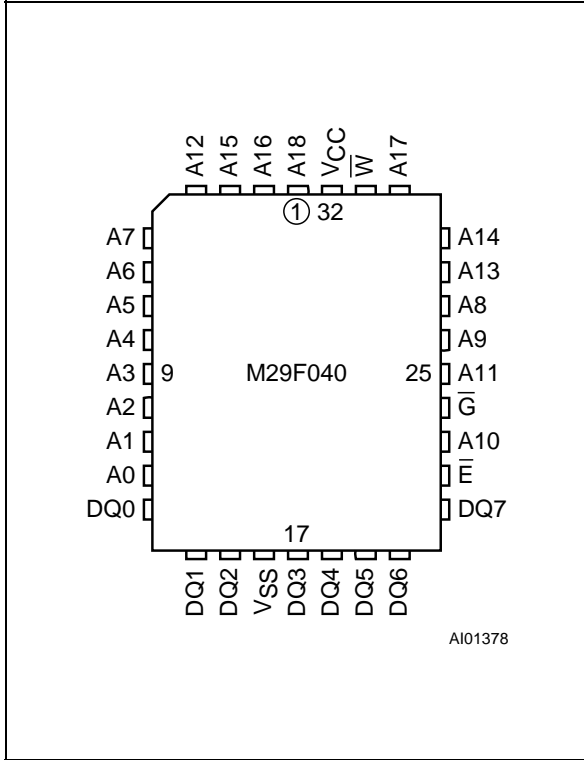 A12 A15 A16 A18 VCC W̅ A17
① 32
A7 A14
A6 A13
A5 A8
A4 A9
A3 9 M29F040 25 A11
A2 G̅
A1 A10
A0 E̅
DQ0 DQ7
17
DQ1 DQ2 VSS DQ3 DQ4 DQ5 DQ6
AI01378